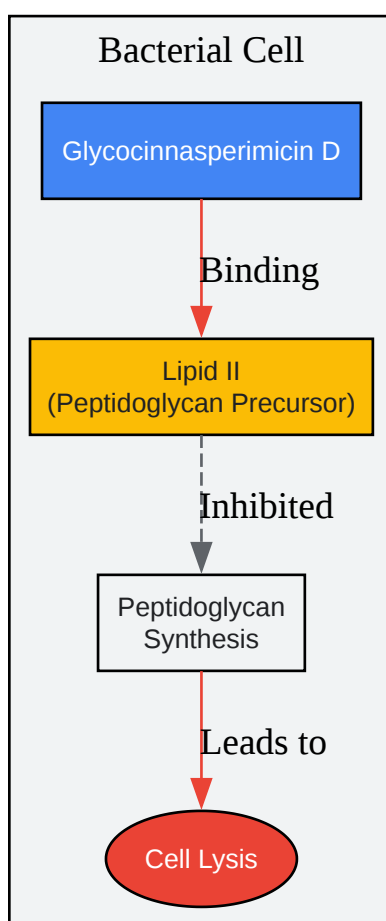 Bacterial Cell
Glycocinnasperimicin D
Binding
Lipid II
(Peptidoglycan Precursor)
Inhibited
Peptidoglycan
Synthesis
Leads to
Cell Lysis